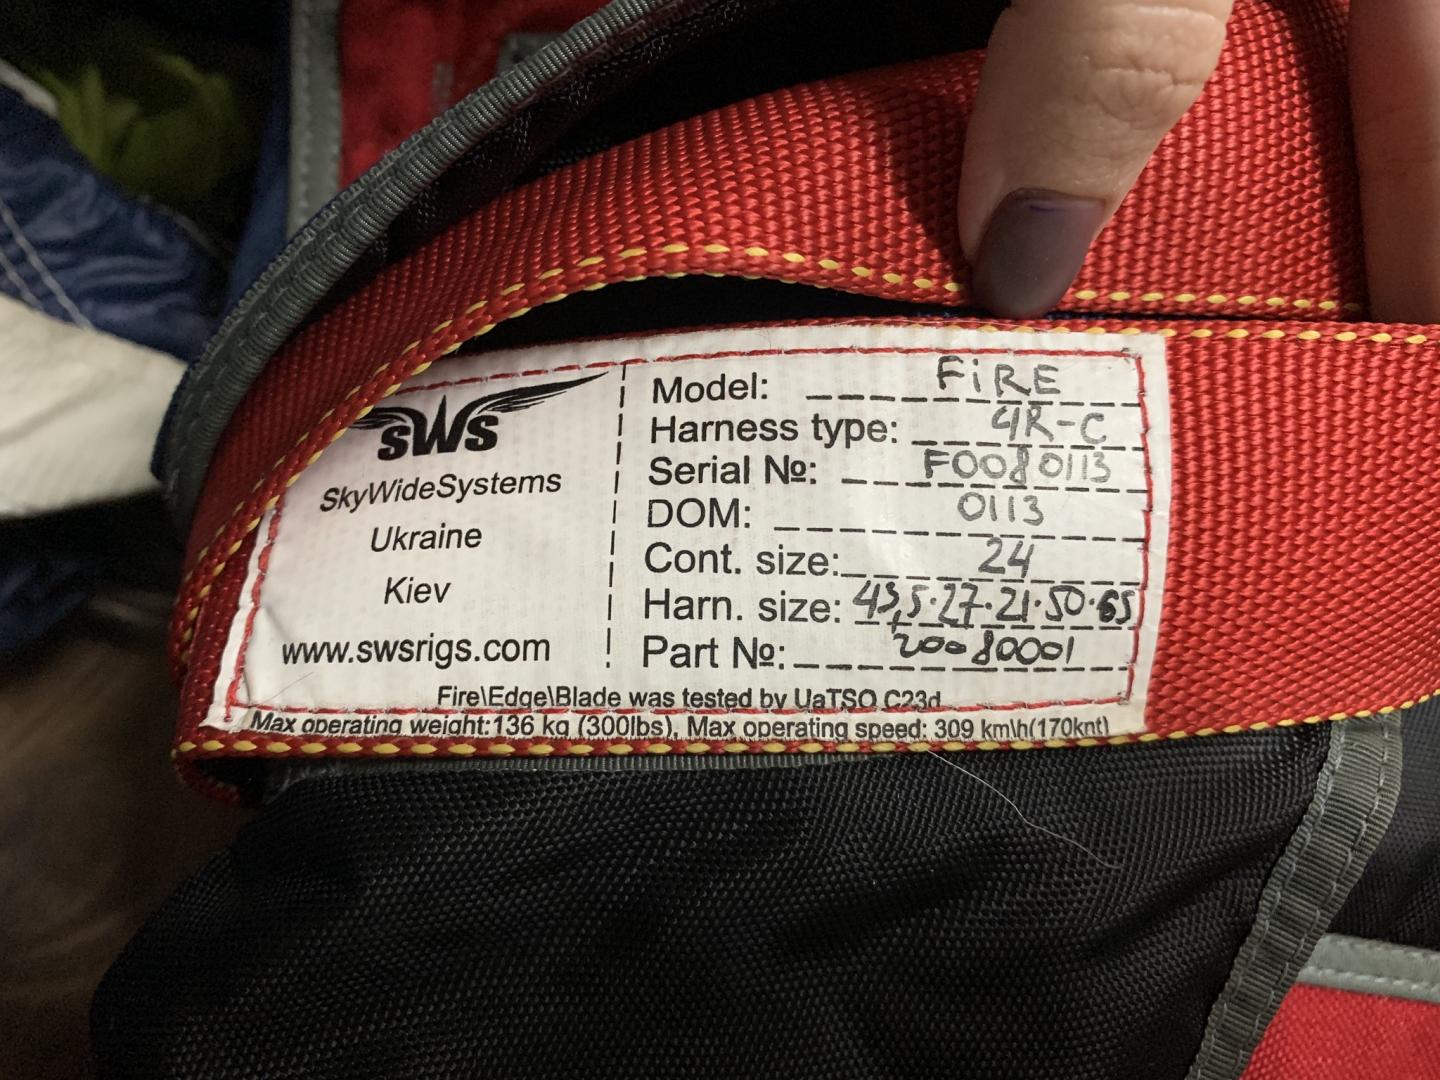 SWS
SkyWideSystems
Ukraine
Kiev
www.swsrigs.com
Model: FiRE
Harness type: 4R-C
Serial №: F0080113
DOM: 0113
Cont. size: 24
Harn. size: 43,5·27·21·50·65
Part №: 20080001
Fire\Edge\Blade was tested by UaTSO C23d
Max operating weight:136 kg (300lbs), Max operating speed: 309 km\h(170knt)